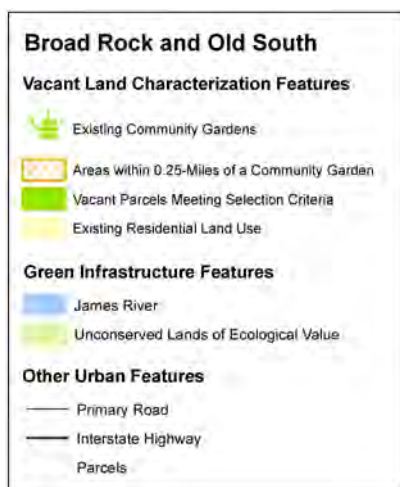 Broad Rock and Old South
Vacant Land Characterization Features
Existing Community Gardens
Areas within 0.25-Miles of a Community Garden
Vacant Parcels Meeting Selection Criteria
Existing Residential Land Use
Green Infrastructure Features
James River
Unconserved Lands of Ecological Value
Other Urban Features
Primary Road
Interstate Highway
Parcels